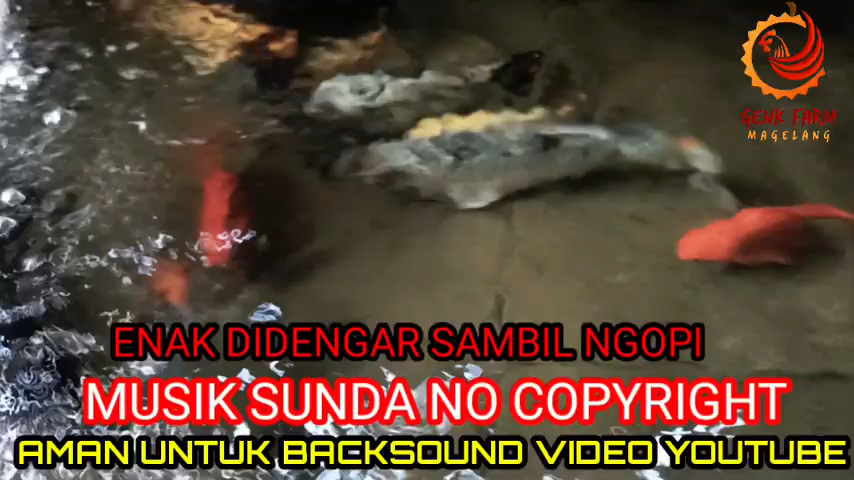 GENK FARM
MAGELANG
ENAK DIDENGAR SAMBIL NGOPI
MUSIK SUNDA NO COPYRIGHT
AMAN UNTUK BACKSOUND VIDEO YOUTUBE